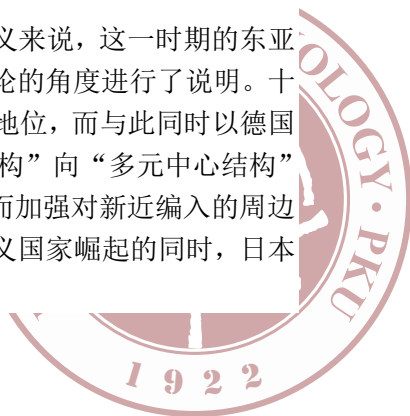 义来说，这一时期的东亚
论的角度进行了说明。十
地位，而与此同时以德国
构”向“多元中心结构”
而加强对新近编入的周边
义国家崛起的同时，日本
OLOGY · PKU
1922